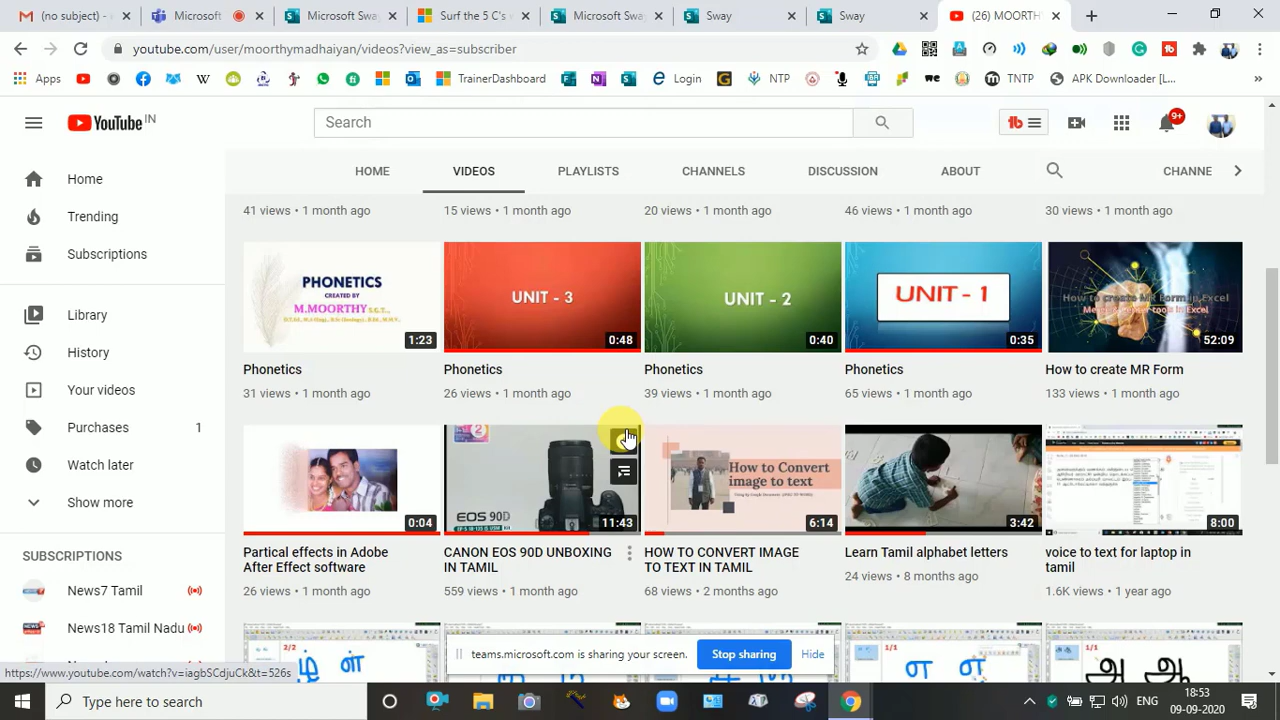 (no subject) - s
Microsoft
Microsoft Sway
Surf the 5 C's v
Microsoft Swa
Sway
Sway
(26) MOORTH
youtube.com/user/moorthymadhaiyan/videos?view_as=subscriber
Apps
TrainerDashboard
Login
NTP
TNTP
APK Downloader [L...
YouTube IN
Search
9+
Home
Trending
Subscriptions
Library
History
Your videos
Purchases 1
Watch later
Show more
SUBSCRIPTIONS
News7 Tamil
News18 Tamil Nadu
HOME VIDEOS PLAYLISTS CHANNELS DISCUSSION ABOUT CHANNE
41 views • 1 month ago
15 views • 1 month ago
20 views • 1 month ago
46 views • 1 month ago
30 views • 1 month ago
PHONETICS
CREATED BY
M.MOORTHY S.G.T.,
1:23
UNIT - 3
0:48
UNIT - 2
0:40
UNIT - 1
0:35
How to create MR Form in Excel
52:09
Phonetics
31 views • 1 month ago
Phonetics
26 views • 1 month ago
Phonetics
39 views • 1 month ago
Phonetics
65 views • 1 month ago
How to create MR Form
133 views • 1 month ago
0:04
EOS 90D
11:43
How to Convert
image to text
6:14
3:42
8:00
Partical effects in Adobe
After Effect software
26 views • 1 month ago
CANON EOS 90D UNBOXING
IN TAMIL
559 views • 1 month ago
HOW TO CONVERT IMAGE
TO TEXT IN TAMIL
68 views • 2 months ago
Learn Tamil alphabet letters
24 views • 8 months ago
voice to text for laptop in
tamil
1.6K views • 1 year ago
2/2
1/1
1/1
teams.microsoft.com is sharing your screen.
Stop sharing
Hide
https://www.youtube.com/watch?v=iagbSCdjuCk&t=526s
Type here to search
ENG
18:53
09-09-2020